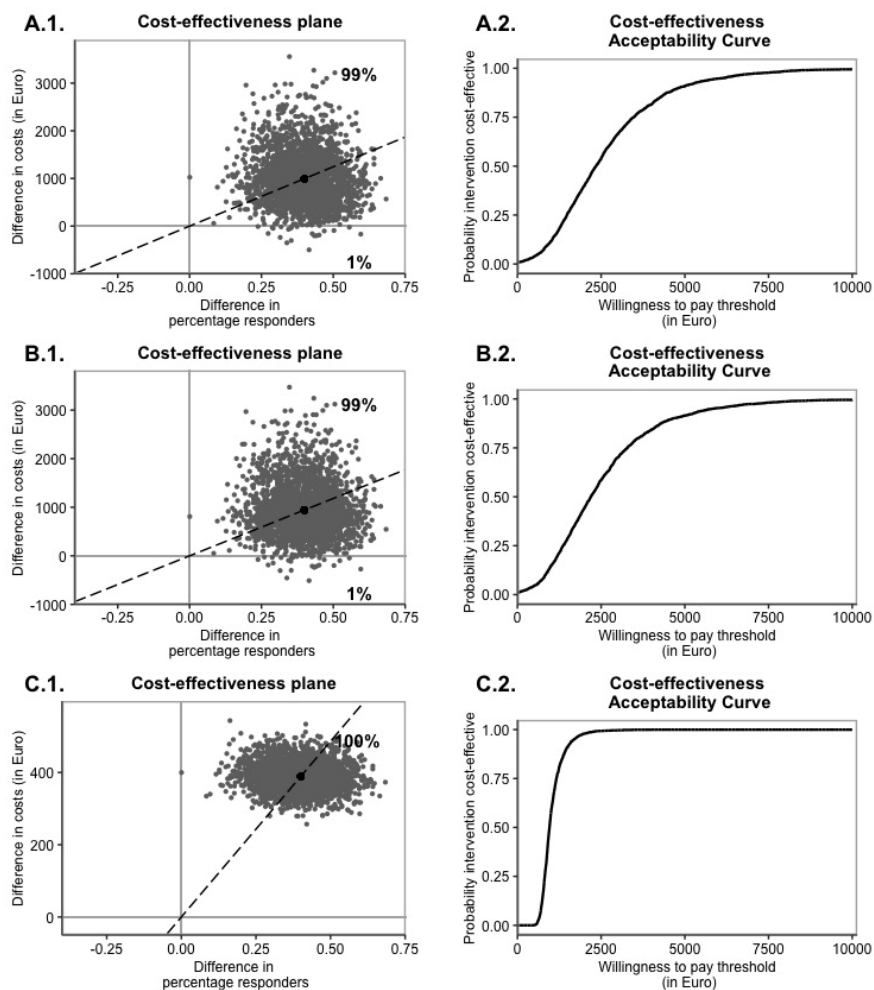 A.1.
Cost-effectiveness plane
Difference in costs (in Euro)
3000
2000
1000
0
-1000
99%
1%
-0.25
0.00
0.25
0.50
0.75
Difference in
percentage responders
A.2.
Cost-effectiveness
Acceptability Curve
Probability intervention cost-effective
1.00
0.75
0.50
0.25
0.00
0
2500
5000
7500
10000
Willingness to pay threshold
(in Euro)
B.1.
Cost-effectiveness plane
Difference in costs (in Euro)
3000
2000
1000
0
-1000
99%
1%
-0.25
0.00
0.25
0.50
0.75
Difference in
percentage responders
B.2.
Cost-effectiveness
Acceptability Curve
Probability intervention cost-effective
1.00
0.75
0.50
0.25
0.00
0
2500
5000
7500
10000
Willingness to pay threshold
(in Euro)
C.1.
Cost-effectiveness plane
Difference in costs (in Euro)
400
200
0
100%
-0.25
0.00
0.25
0.50
0.75
Difference in
percentage responders
C.2.
Cost-effectiveness
Acceptability Curve
Probability intervention cost-effective
1.00
0.75
0.50
0.25
0.00
0
2500
5000
7500
10000
Willingness to pay threshold
(in Euro)